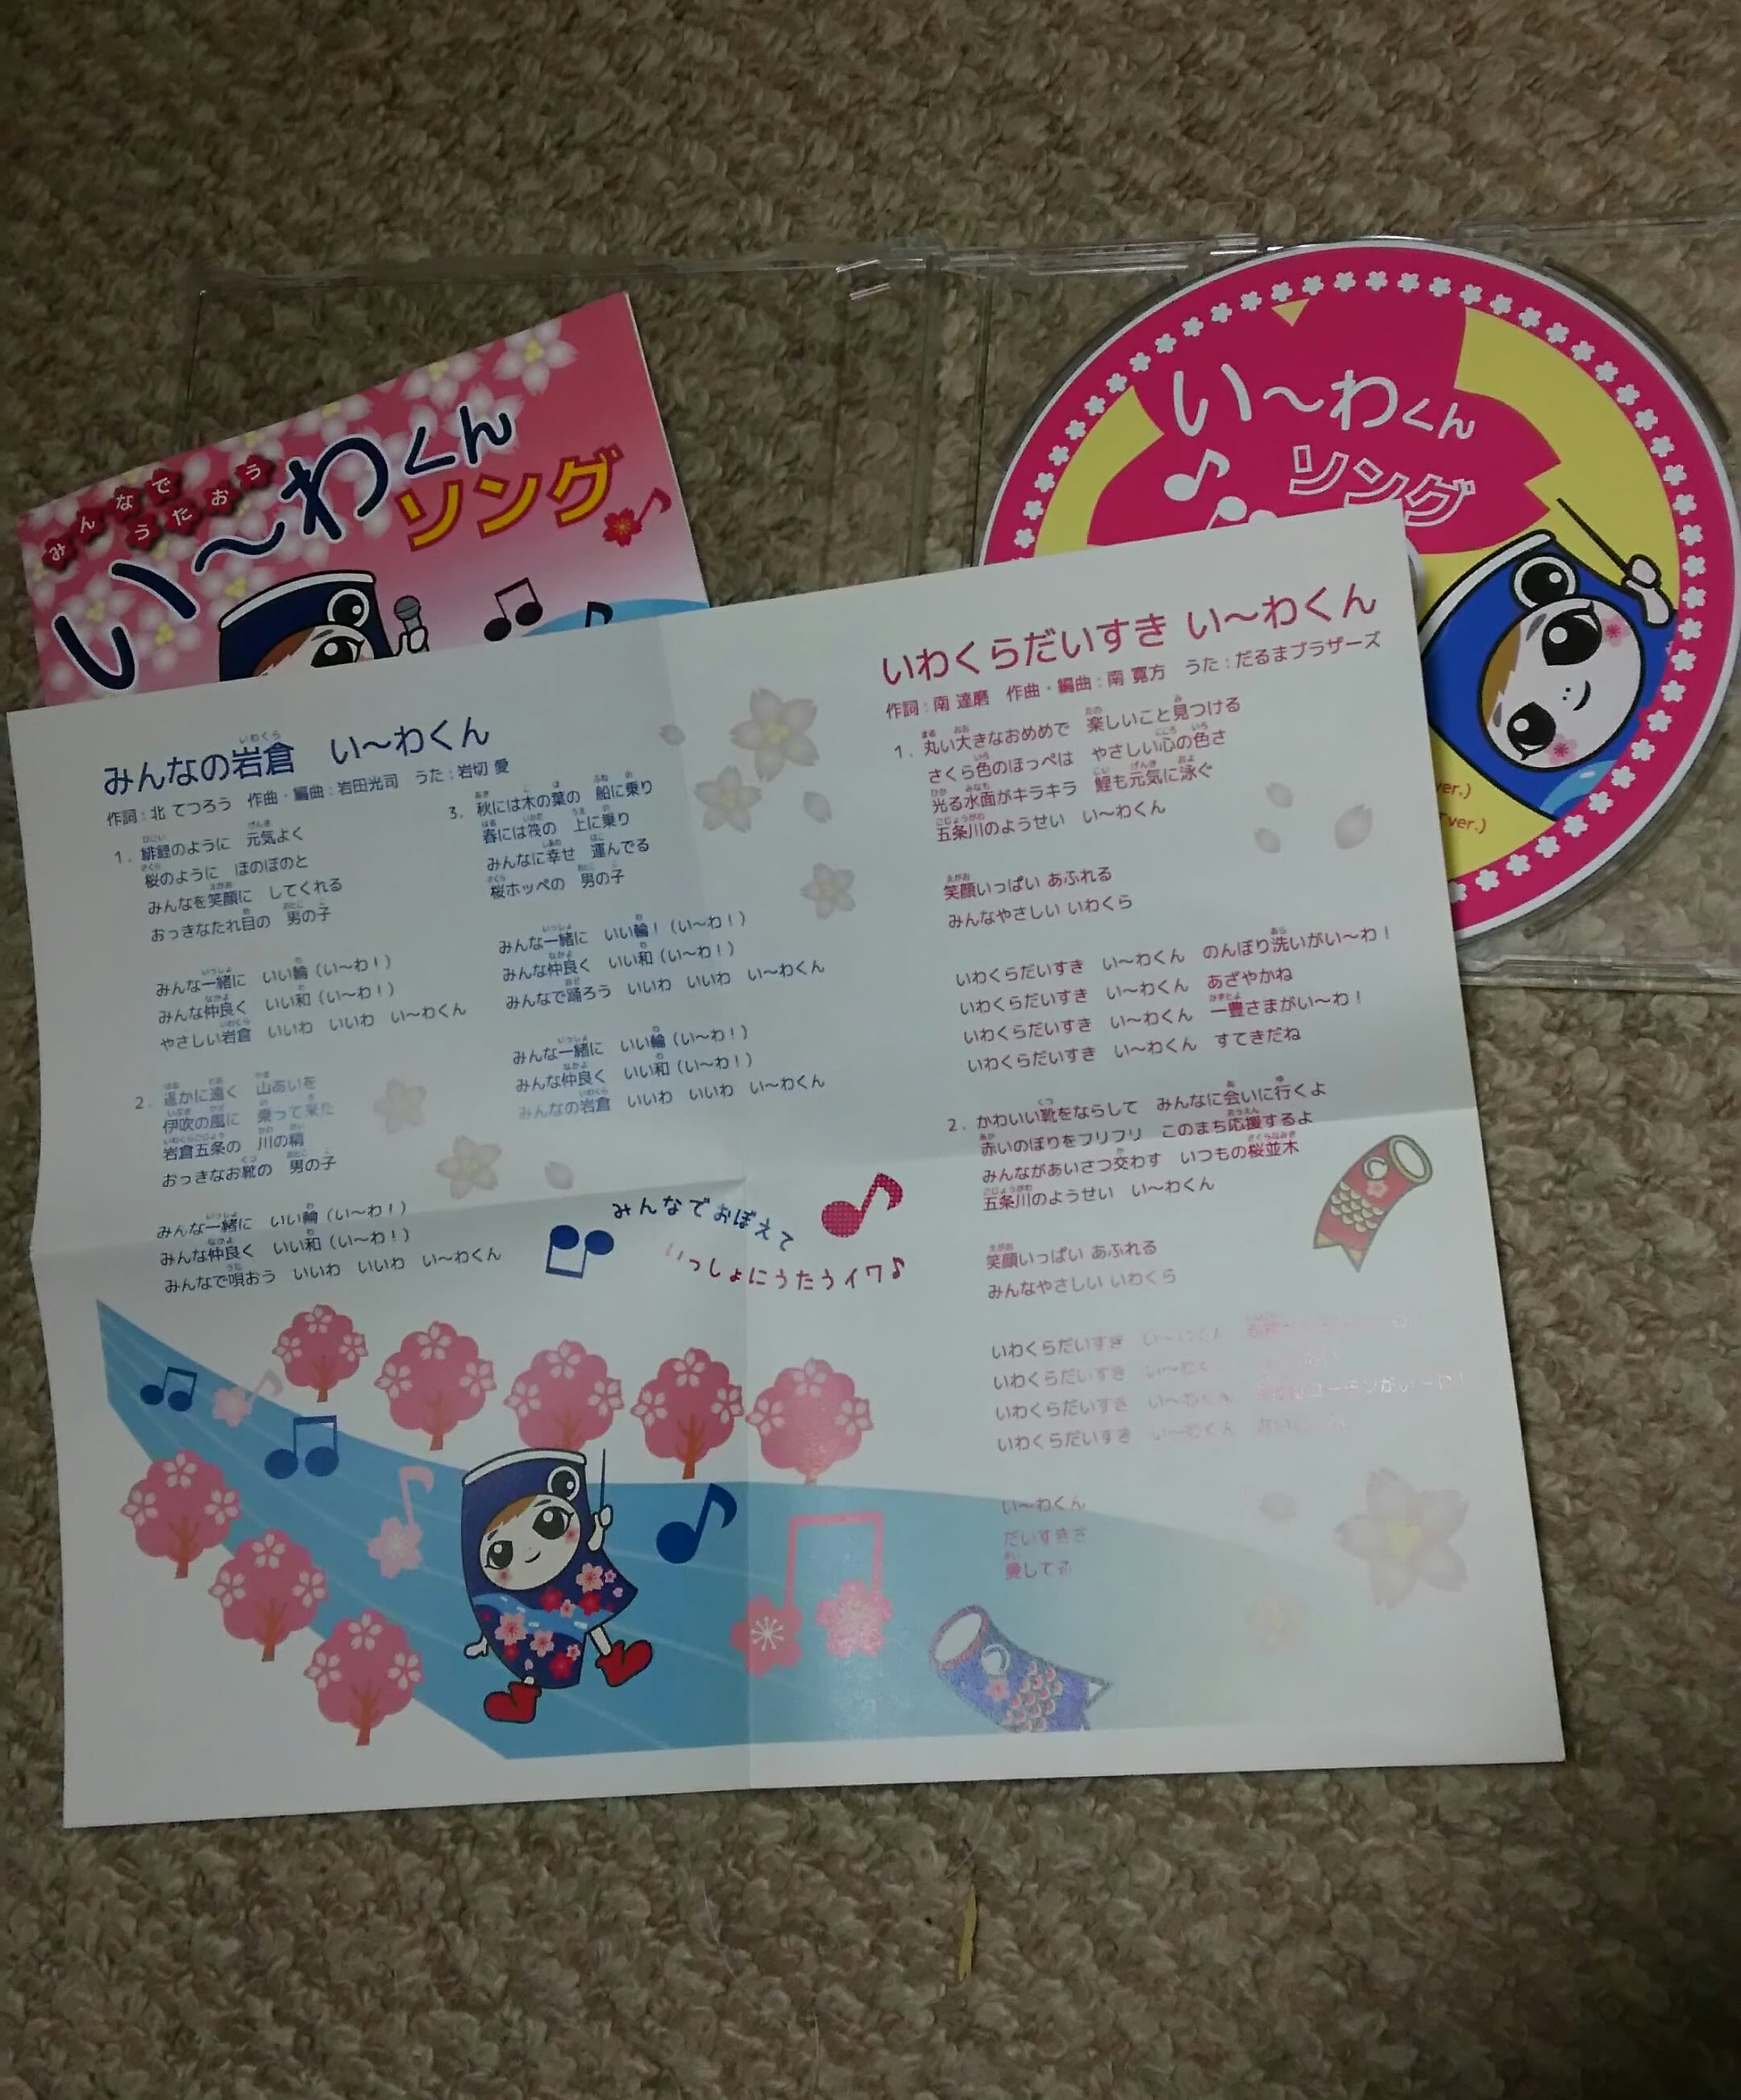 みんなで
うたおう
い〜わくん
ソング
い〜わくん
ソング
ver.)
ver.)
みんなの岩倉 い〜わくん
作詞:北 てつろう 作曲・編曲:岩田光司 うた:岩切 愛
1. 緋鯉のように 元気よく
桜のように ほのぼのと
みんなを笑顔に してくれる
おっきなたれ目の 男の子
みんな一緒に いい輪(い〜わ!)
みんな仲良く いい和(い〜わ!)
やさしい岩倉 いいわ いいわ い〜わくん
2. 遥かに遠く 山あいを
伊吹の風に 乗って来た
岩倉五条の 川の精
おっきなお靴の 男の子
みんな一緒に いい輪(い〜わ!)
みんな仲良く いい和(い〜わ!)
みんなで唄おう いいわ いいわ い〜わくん
3. 秋には木の葉の 船に乗り
春には筏の 上に乗り
みんなに幸せ 運んでる
桜ホッペの 男の子
みんな一緒に いい輪!(い〜わ!)
みんな仲良く いい和(い〜わ!)
みんなで踊ろう いいわ いいわ い〜わくん
みんな一緒に いい輪(い〜わ!)
みんな仲良く いい和(い〜わ!)
みんなの岩倉 いいわ いいわ い〜わくん
みんなでおぼえて
いっしょにうたうイワ♪
いわくらだいすき い〜わくん
作詞:南 達磨 作曲・編曲:南 寛方 うた:だるまブラザーズ
1. 丸い大きなおめめで 楽しいこと見つける
さくら色のほっぺは やさしい心の色さ
光る水面がキラキラ 鯉も元気に泳ぐ
五条川のようせい い〜わくん
笑顔いっぱい あふれる
みんなやさしい いわくら
いわくらだいすき い〜わくん のんぼり洗いがい〜わ!
いわくらだいすき い〜わくん あざやかね
いわくらだいすき い〜わくん 一豊さまがい〜わ!
いわくらだいすき い〜わくん すてきだね
2. かわいい靴をならして みんなに会いに行くよ
赤いのぼりをフリフリ このまち応援するよ
みんながあいさつ交わす いつもの桜並木
五条川のようせい い〜わくん
笑顔いっぱい あふれる
みんなやさしい いわくら
いわくらだいすき い〜わくん
いわくらだいすき い〜わく
いわくらだいすき い〜わくん
いわくらだいすき い〜わくん
い〜わくん
だいすきさ
愛してる